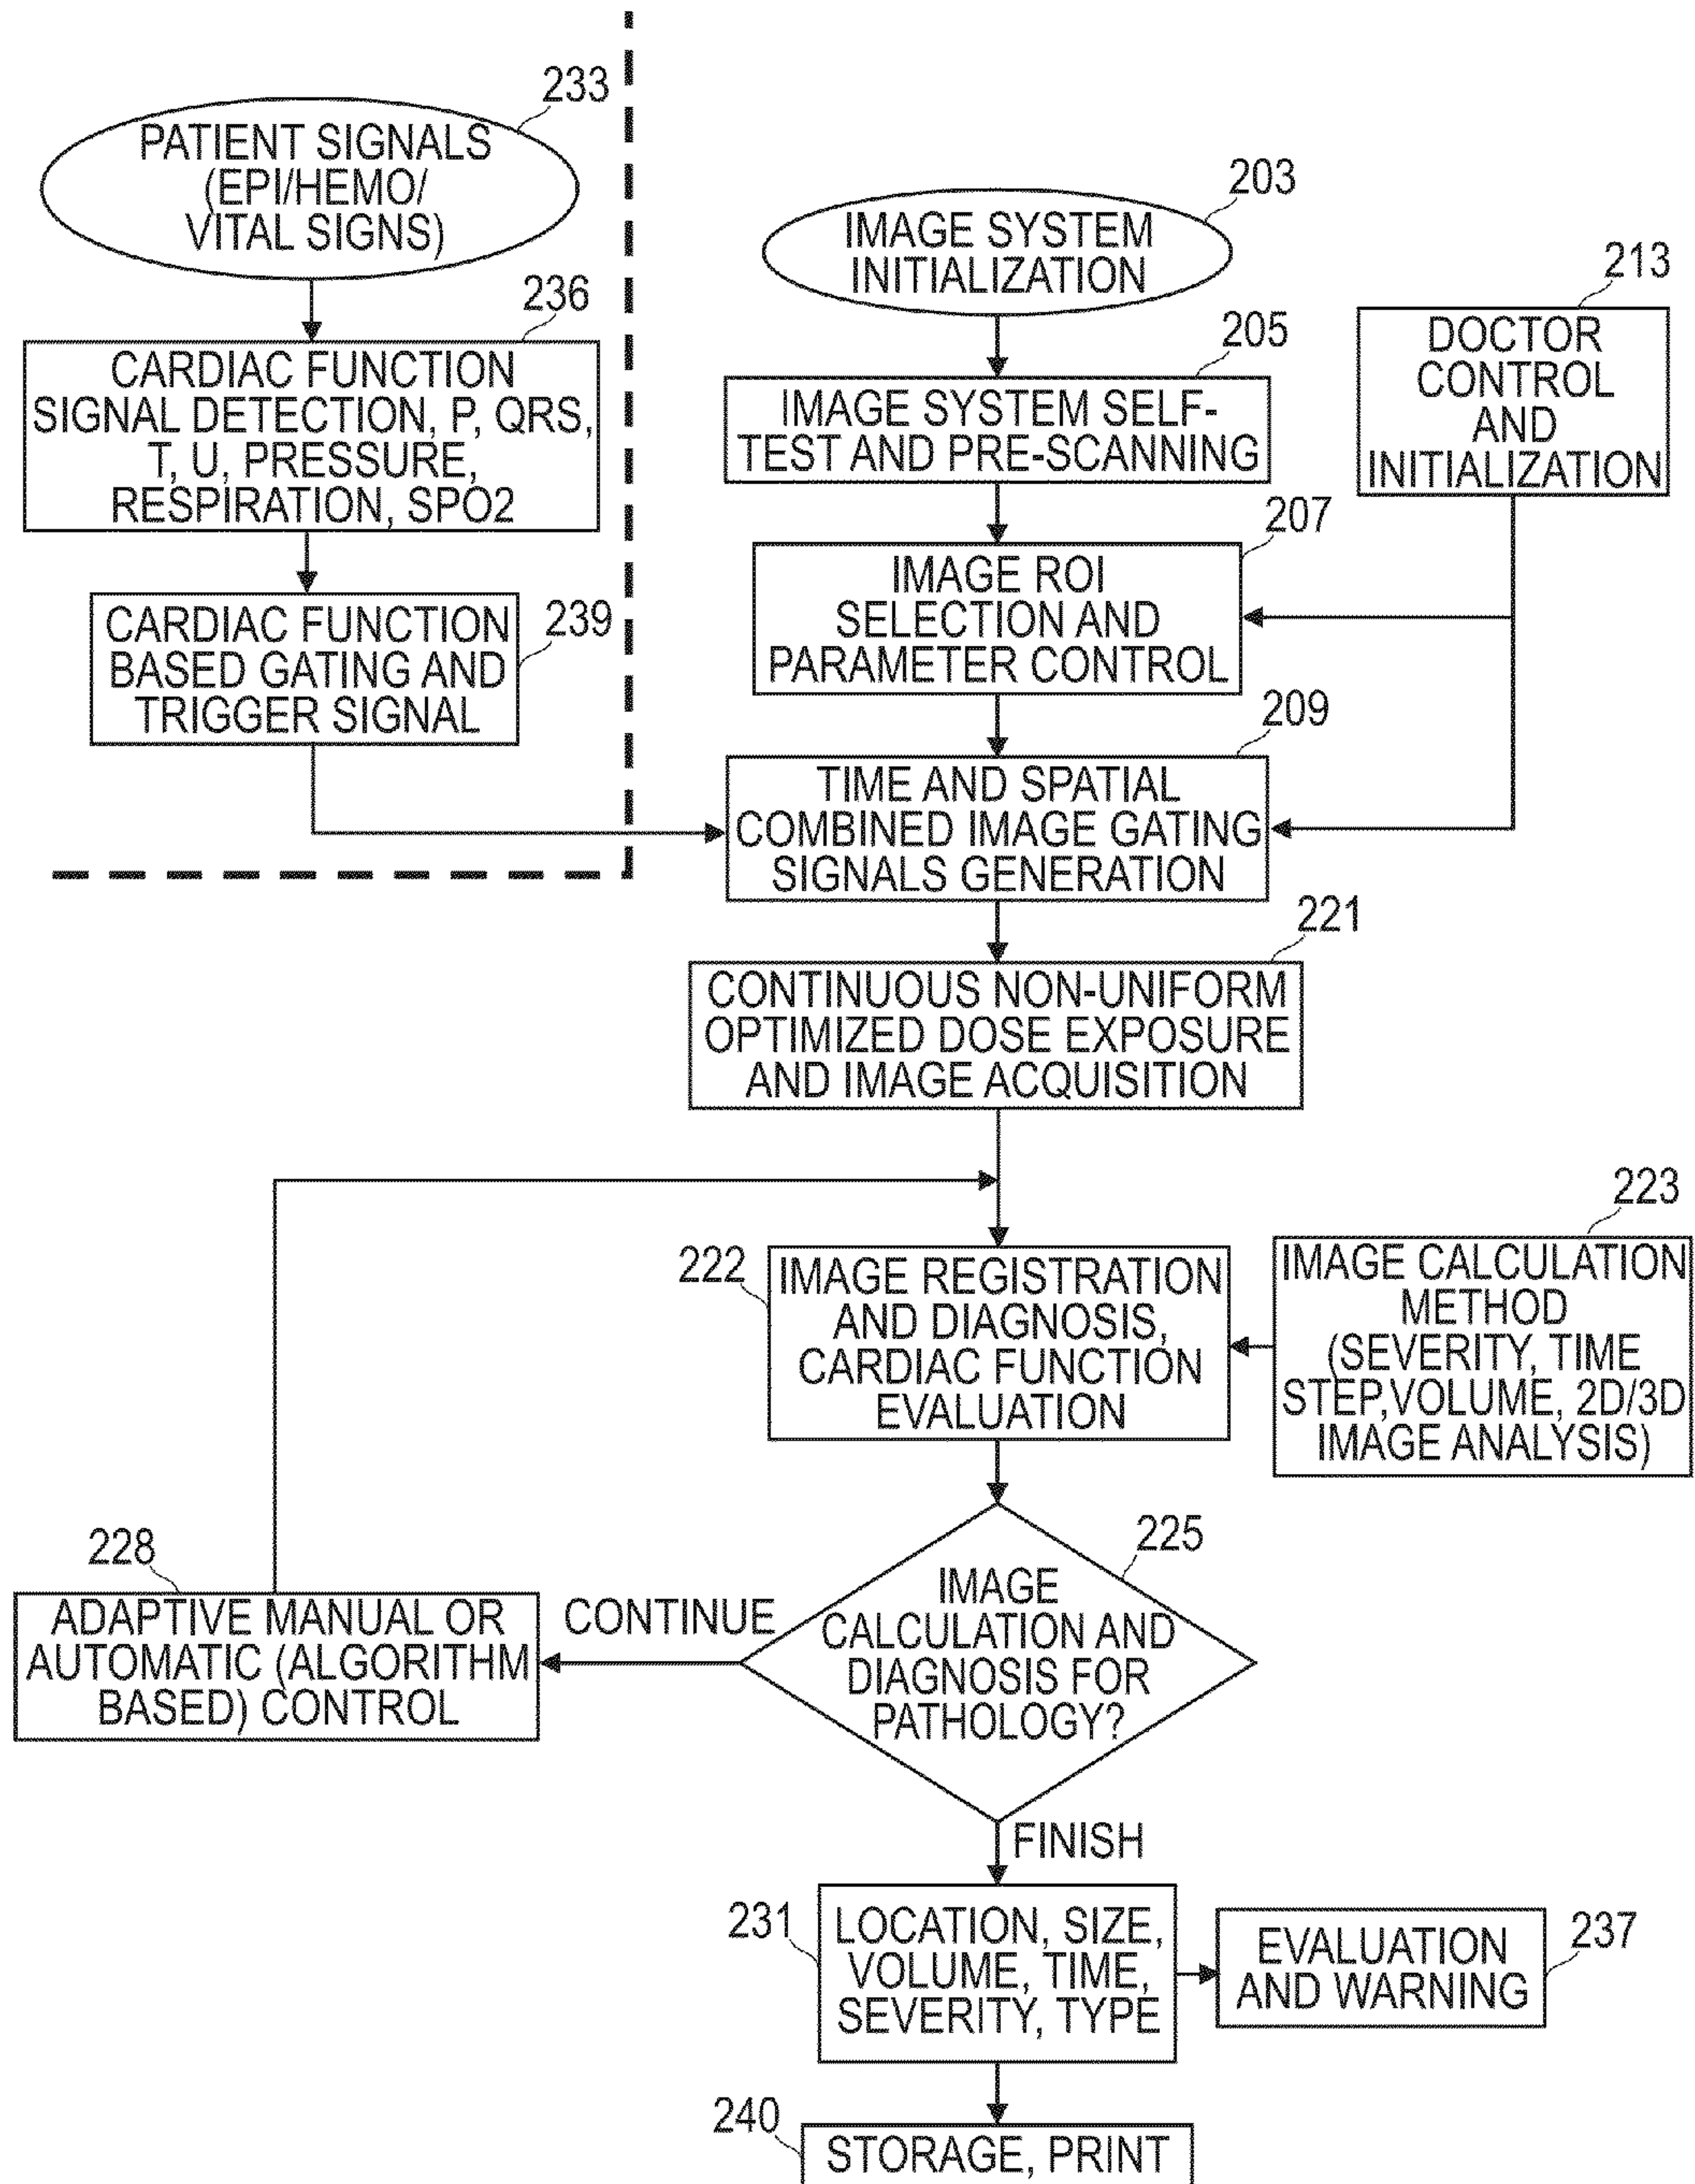 233
PATIENT SIGNALS
(EPI/HEMO/
VITAL SIGNS)
236
CARDIAC FUNCTION
SIGNAL DETECTION, P, QRS,
T, U, PRESSURE,
RESPIRATION, SPO2
239
CARDIAC FUNCTION
BASED GATING AND
TRIGGER SIGNAL
203
IMAGE SYSTEM
INITIALIZATION
205
IMAGE SYSTEM SELF-
TEST AND PRE-SCANNING
213
DOCTOR
CONTROL
AND
INITIALIZATION
207
IMAGE ROI
SELECTION AND
PARAMETER CONTROL
209
TIME AND SPATIAL
COMBINED IMAGE GATING
SIGNALS GENERATION
221
CONTINUOUS NON-UNIFORM
OPTIMIZED DOSE EXPOSURE
AND IMAGE ACQUISITION
222
IMAGE REGISTRATION
AND DIAGNOSIS,
CARDIAC FUNCTION
EVALUATION
223
IMAGE CALCULATION
METHOD
(SEVERITY, TIME
STEP,VOLUME, 2D/3D
IMAGE ANALYSIS)
225
IMAGE
CALCULATION AND
DIAGNOSIS FOR
PATHOLOGY?
CONTINUE
228
ADAPTIVE MANUAL OR
AUTOMATIC (ALGORITHM
BASED) CONTROL
FINISH
231
LOCATION, SIZE,
VOLUME, TIME,
SEVERITY, TYPE
237
EVALUATION
AND WARNING
240
STORAGE, PRINT